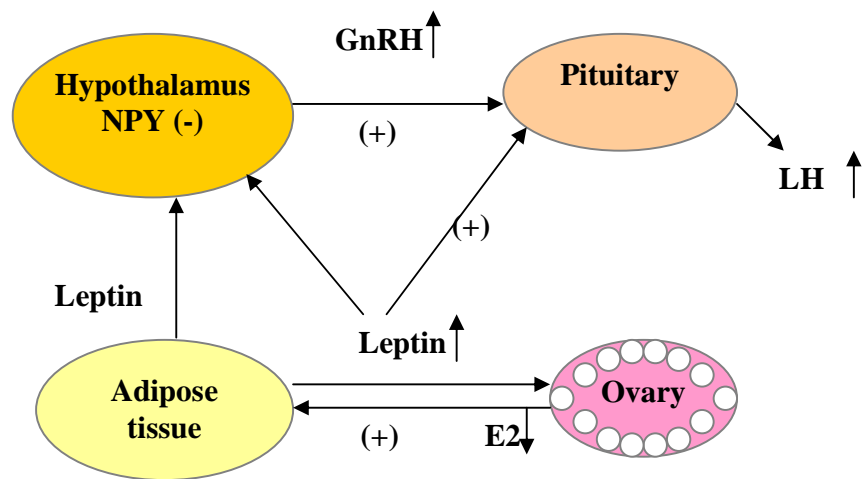 GnRH
Hypothalamus
NPY (-)
Pituitary
(+)
LH
(+)
Leptin
Leptin
Adipose
tissue
Ovary
(+)
E2